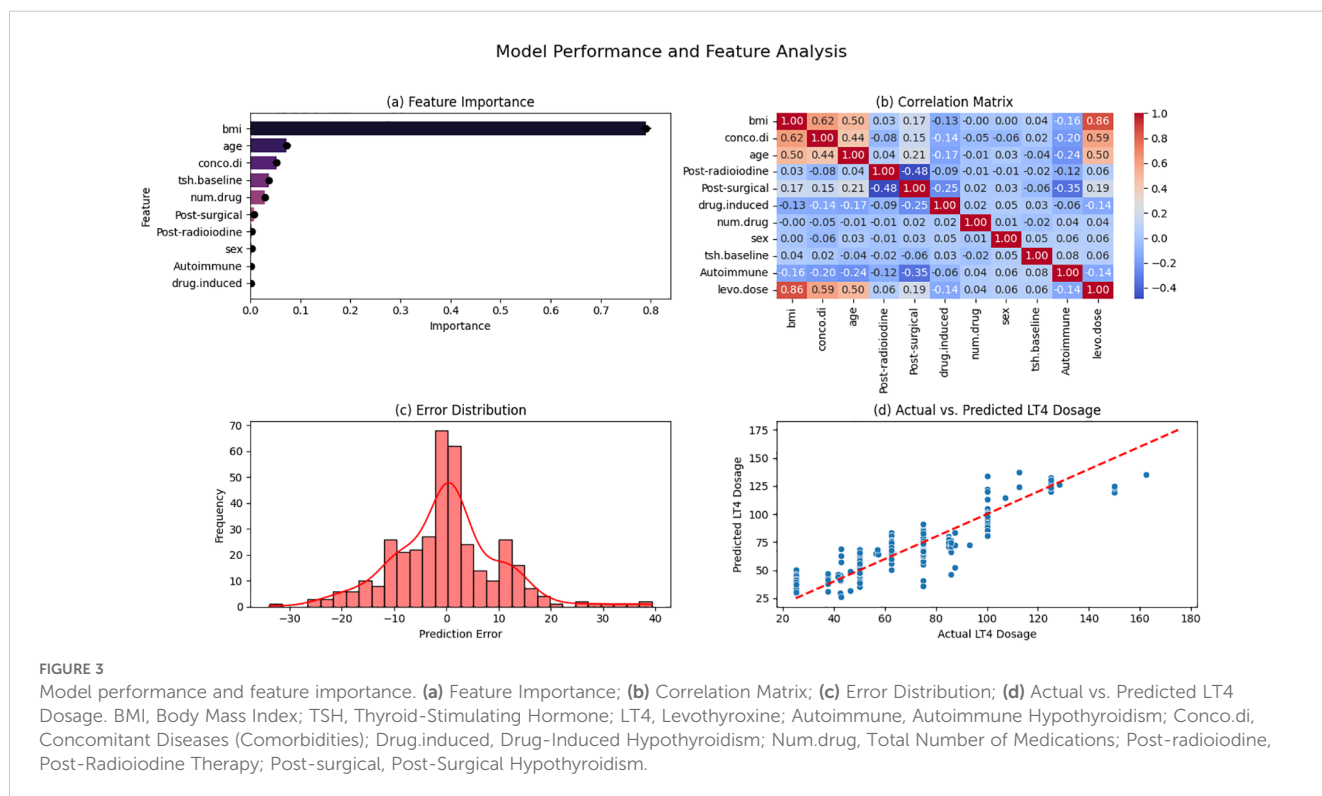 Model Performance and Feature Analysis
(a) Feature Importance
Feature
bmi
age
conco.di
tsh.baseline
num.drug
Post-surgical
Post-radioiodine
sex
Autoimmune
drug.induced
0.0 0.1 0.2 0.3 0.4 0.5 0.6 0.7 0.8
Importance
(b) Correlation Matrix
bmi 1.00 0.62 0.50 0.03 0.17 -0.13 -0.00 0.00 0.04 -0.16 0.86
conco.di 0.62 1.00 0.44 -0.08 0.15 -0.14 -0.05 -0.06 0.02 -0.20 0.59
age 0.50 0.44 1.00 0.04 0.21 -0.17 -0.01 0.03 -0.04 -0.24 0.50
Post-radioiodine 0.03 -0.08 0.04 1.00 -0.48 -0.09 -0.01 -0.01 -0.02 -0.12 0.06
Post-surgical 0.17 0.15 0.21 -0.48 1.00 -0.25 0.02 0.03 -0.06 -0.35 0.19
drug.induced -0.13 -0.14 -0.17 -0.09 -0.25 1.00 0.02 0.05 0.03 -0.06 -0.14
num.drug -0.00 -0.05 -0.01 -0.01 0.02 0.02 1.00 0.01 -0.02 0.04 0.04
sex 0.00 -0.06 0.03 -0.01 0.03 0.05 0.01 1.00 0.05 0.06 0.06
tsh.baseline 0.04 0.02 -0.04 -0.02 -0.06 0.03 -0.02 0.05 1.00 0.08 0.06
Autoimmune -0.16 -0.20 -0.24 -0.12 -0.35 -0.06 0.04 0.06 0.08 1.00 -0.14
levo.dose 0.86 0.59 0.50 0.06 0.19 -0.14 0.04 0.06 0.06 -0.14 1.00
bmi conco.di age Post-radioiodine Post-surgical drug.induced num.drug sex tsh.baseline Autoimmune levo.dose
1.0
0.8
0.6
0.4
0.2
0.0
−0.2
−0.4
(c) Error Distribution
Frequency
70
60
50
40
30
20
10
0
−30 −20 −10 0 10 20 30 40
Prediction Error
(d) Actual vs. Predicted LT4 Dosage
Predicted LT4 Dosage
175
150
125
100
75
50
25
20 40 60 80 100 120 140 160 180
Actual LT4 Dosage
FIGURE 3
Model performance and feature importance. (a) Feature Importance; (b) Correlation Matrix; (c) Error Distribution; (d) Actual vs. Predicted LT4
Dosage. BMI, Body Mass Index; TSH, Thyroid-Stimulating Hormone; LT4, Levothyroxine; Autoimmune, Autoimmune Hypothyroidism; Conco.di,
Concomitant Diseases (Comorbidities); Drug.induced, Drug-Induced Hypothyroidism; Num.drug, Total Number of Medications; Post-radioiodine,
Post-Radioiodine Therapy; Post-surgical, Post-Surgical Hypothyroidism.